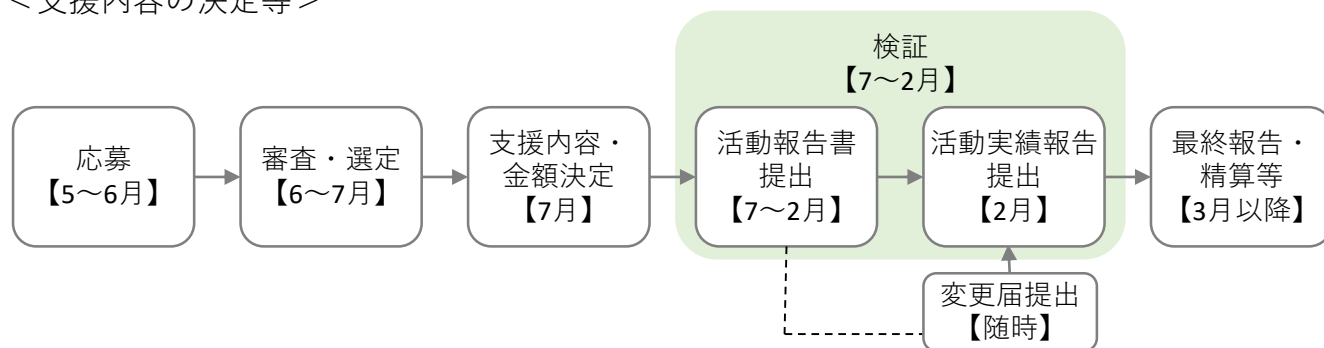 ＜支援内容の決定等＞
検証
【7～2月】
応募
【5～6月】
審査・選定
【6～7月】
支援内容・
金額決定
【7月】
活動報告書
提出
【7～2月】
活動実績報告
提出
【2月】
最終報告・
精算等
【3月以降】
変更届提出
【随時】